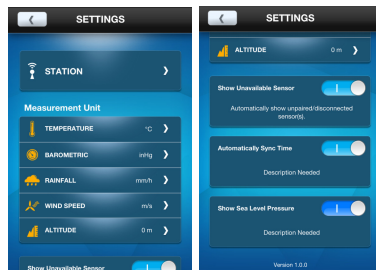 SETTINGS
STATION
Measurement Unit
TEMPERATURE °C
BAROMETRIC inHg
RAINFALL mm/h
WIND SPEED m/s
ALTITUDE 0 m
Show Unavailable Sensor
SETTINGS
ALTITUDE 0 m
Show Unavailable Sensor
Automatically show unpaired/disconnected
sensor(s).
Automatically Sync Time
Description Needed
Show Sea Level Pressure
Description Needed
Version 1.0.0